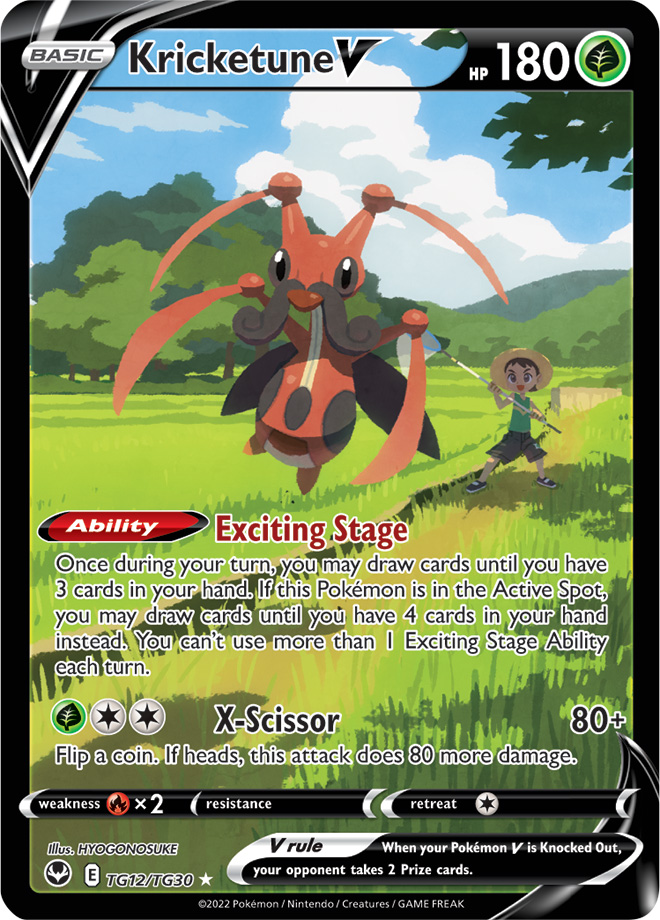 BASIC
Kricketune V
HP 180
Ability Exciting Stage
Once during your turn, you may draw cards until you have
3 cards in your hand. If this Pokémon is in the Active Spot,
you may draw cards until you have 4 cards in your hand
instead. You can't use more than 1 Exciting Stage Ability
each turn.
X-Scissor 80+
Flip a coin. If heads, this attack does 80 more damage.
weakness ×2 resistance retreat
Illus. HYOGONOSUKE
V rule When your Pokémon V is Knocked Out,
your opponent takes 2 Prize cards.
E TG12/TG30 ★
©2022 Pokémon / Nintendo / Creatures / GAME FREAK